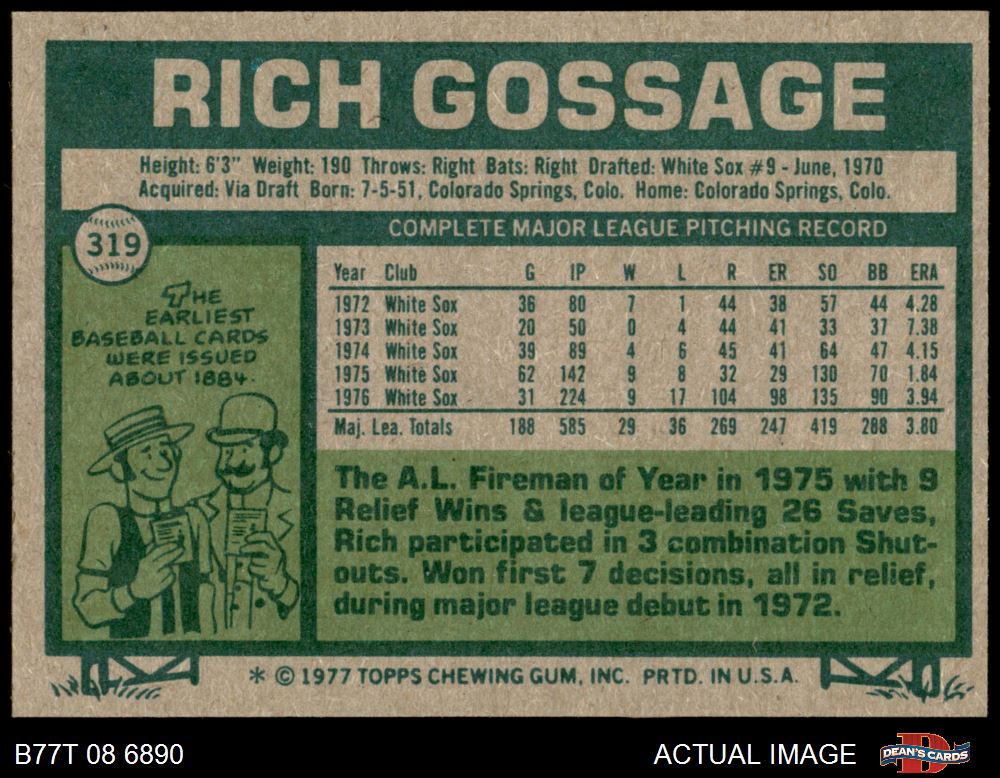 RICH GOSSAGE
Height: 6'3" Weight: 190 Throws: Right Bats: Right Drafted: White Sox #9 - June, 1970
Acquired: Via Draft Born: 7-5-51, Colorado Springs, Colo. Home: Colorado Springs, Colo.
319
COMPLETE MAJOR LEAGUE PITCHING RECORD
Year Club G IP W L R ER SO BB ERA
1972 White Sox 36 80 7 1 44 38 57 44 4.28
1973 White Sox 20 50 0 4 44 41 33 37 7.38
1974 White Sox 39 89 4 6 45 41 64 47 4.15
1975 White Sox 62 142 9 8 32 29 130 70 1.84
1976 White Sox 31 224 9 17 104 98 135 90 3.94
Maj. Lea. Totals 188 585 29 36 269 247 419 288 3.80
THE
EARLIEST
BASEBALL CARDS
WERE ISSUED
ABOUT 1884.
The A.L. Fireman of Year in 1975 with 9
Relief Wins & league-leading 26 Saves,
Rich participated in 3 combination Shut-
outs. Won first 7 decisions, all in relief,
during major league debut in 1972.
* © 1977 TOPPS CHEWING GUM, INC. PRTD. IN U.S.A.
B77T 08 6890
ACTUAL IMAGE
DEAN'S CARDS